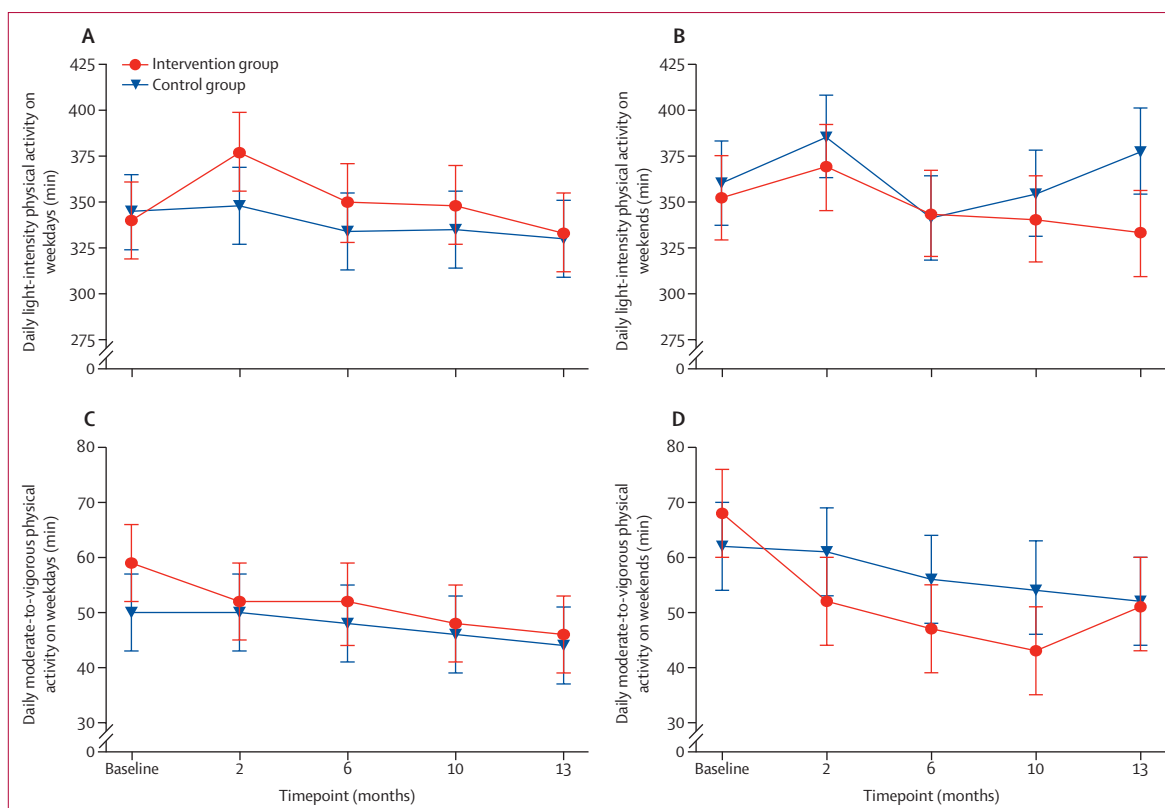 A
B
Intervention group
Control group
Daily light-intensity physical activity on
weekdays (min)
425
400
375
350
325
300
275
0
Daily light-intensity physical activity on
weekends (min)
425
400
375
350
325
300
275
0
C
D
Daily moderate-to-vigorous physical
activity on weekdays (min)
80
70
60
50
40
30
0
Baseline 2 6 10 13
Timepoint (months)
Daily moderate-to-vigorous physical
activity on weekends (min)
80
70
60
50
40
30
0
Baseline 2 6 10 13
Timepoint (months)